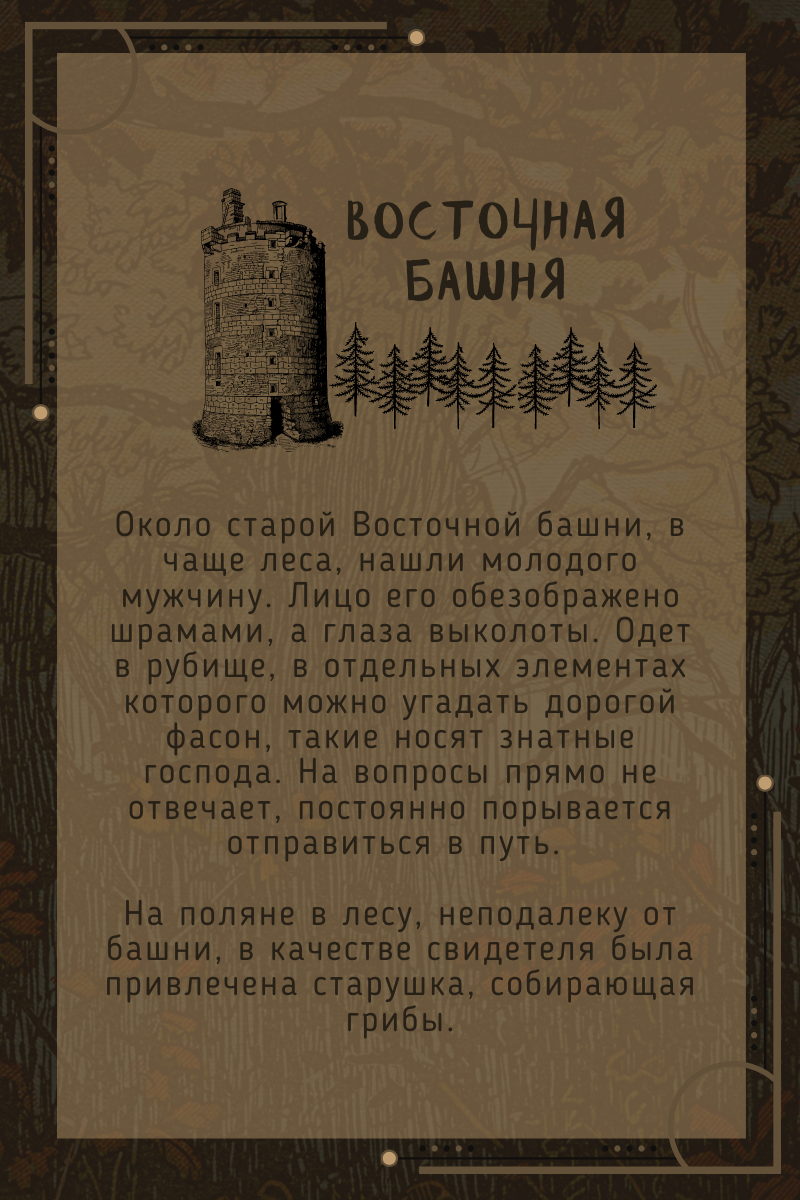 ВОСТОЧНАЯ
БАШНЯ
Около старой Восточной башни, в
чаще леса, нашли молодого
мужчину. Лицо его обезображено
шрамами, а глаза выколоты. Одет
в рубище, в отдельных элементах
которого можно угадать дорогой
фасон, такие носят знатные
господа. На вопросы прямо не
отвечает, постоянно порывается
отправиться в путь.
На поляне в лесу, неподалеку от
башни, в качестве свидетеля была
привлечена старушка, собирающая
грибы.